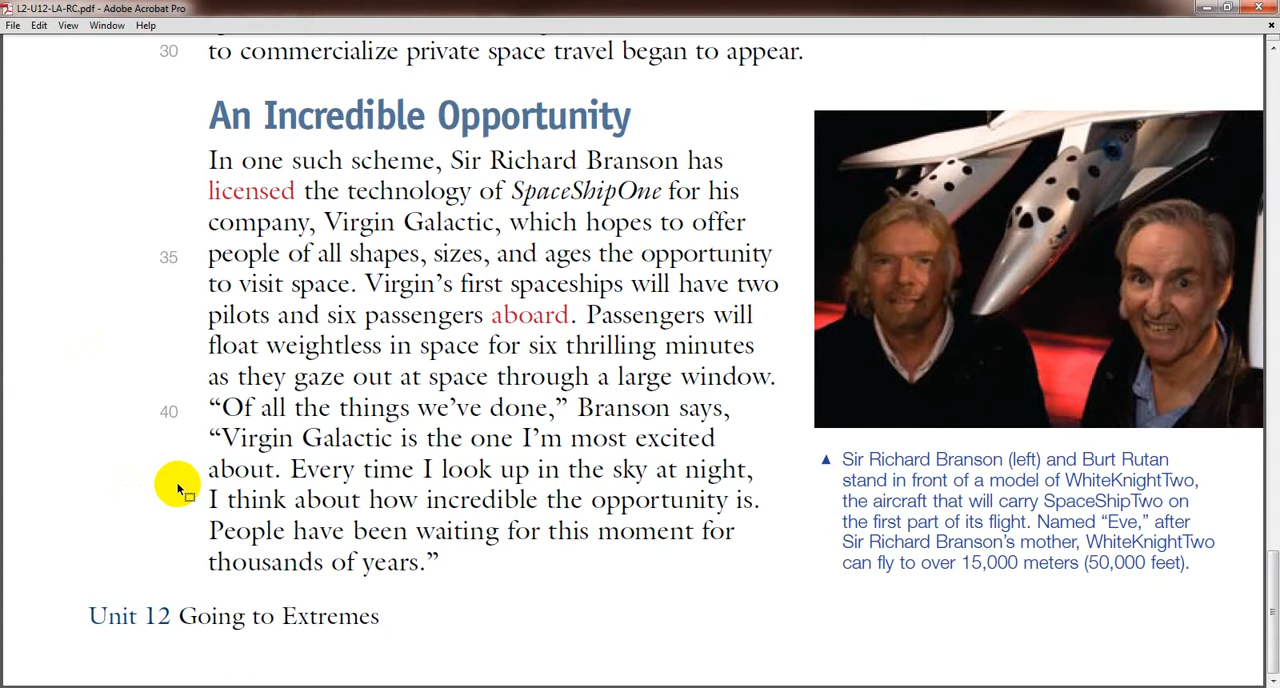 L2-U12-LA-RC.pdf - Adobe Acrobat Pro
File Edit View Window Help
30
to commercialize private space travel began to appear.
An Incredible Opportunity
In one such scheme, Sir Richard Branson has
licensed the technology of SpaceShipOne for his
company, Virgin Galactic, which hopes to offer
35
people of all shapes, sizes, and ages the opportunity
to visit space. Virgin’s first spaceships will have two
pilots and six passengers aboard. Passengers will
float weightless in space for six thrilling minutes
as they gaze out at space through a large window.
40
“Of all the things we’ve done,” Branson says,
“Virgin Galactic is the one I’m most excited
about. Every time I look up in the sky at night,
I think about how incredible the opportunity is.
People have been waiting for this moment for
thousands of years.”
▲ Sir Richard Branson (left) and Burt Rutan
stand in front of a model of WhiteKnightTwo,
the aircraft that will carry SpaceShipTwo on
the first part of its flight. Named “Eve,” after
Sir Richard Branson’s mother, WhiteKnightTwo
can fly to over 15,000 meters (50,000 feet).
Unit 12 Going to Extremes